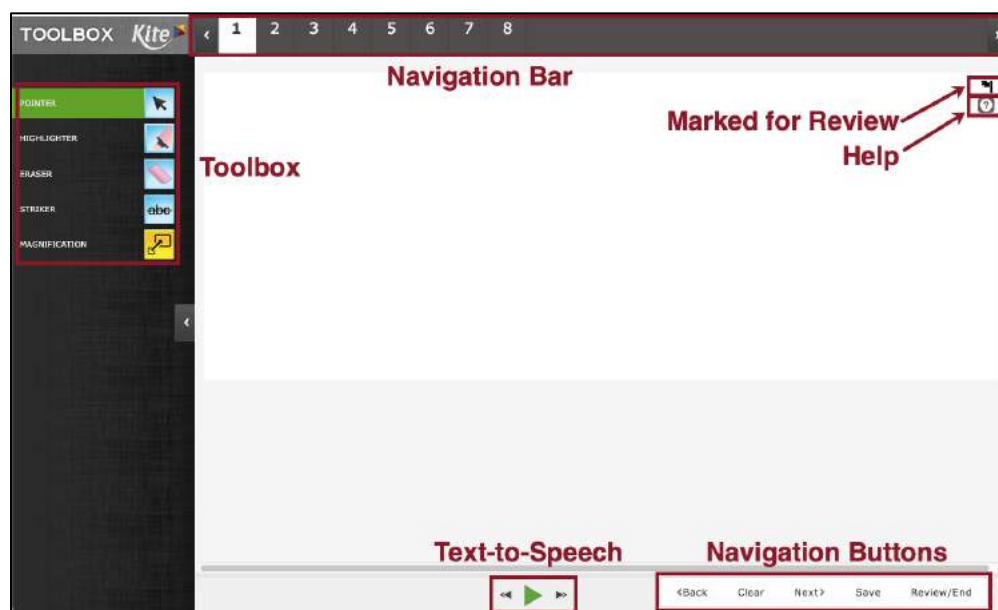 TOOLBOX Kite
1 2 3 4 5 6 7 8
Navigation Bar
POINTER
Marked for Review
HIGHLIGHTER
Help
ERASER
Toolbox
STRIKER abc
MAGNIFICATION
Text-to-Speech
Navigation Buttons
<Back Clear Next> Save Review/End